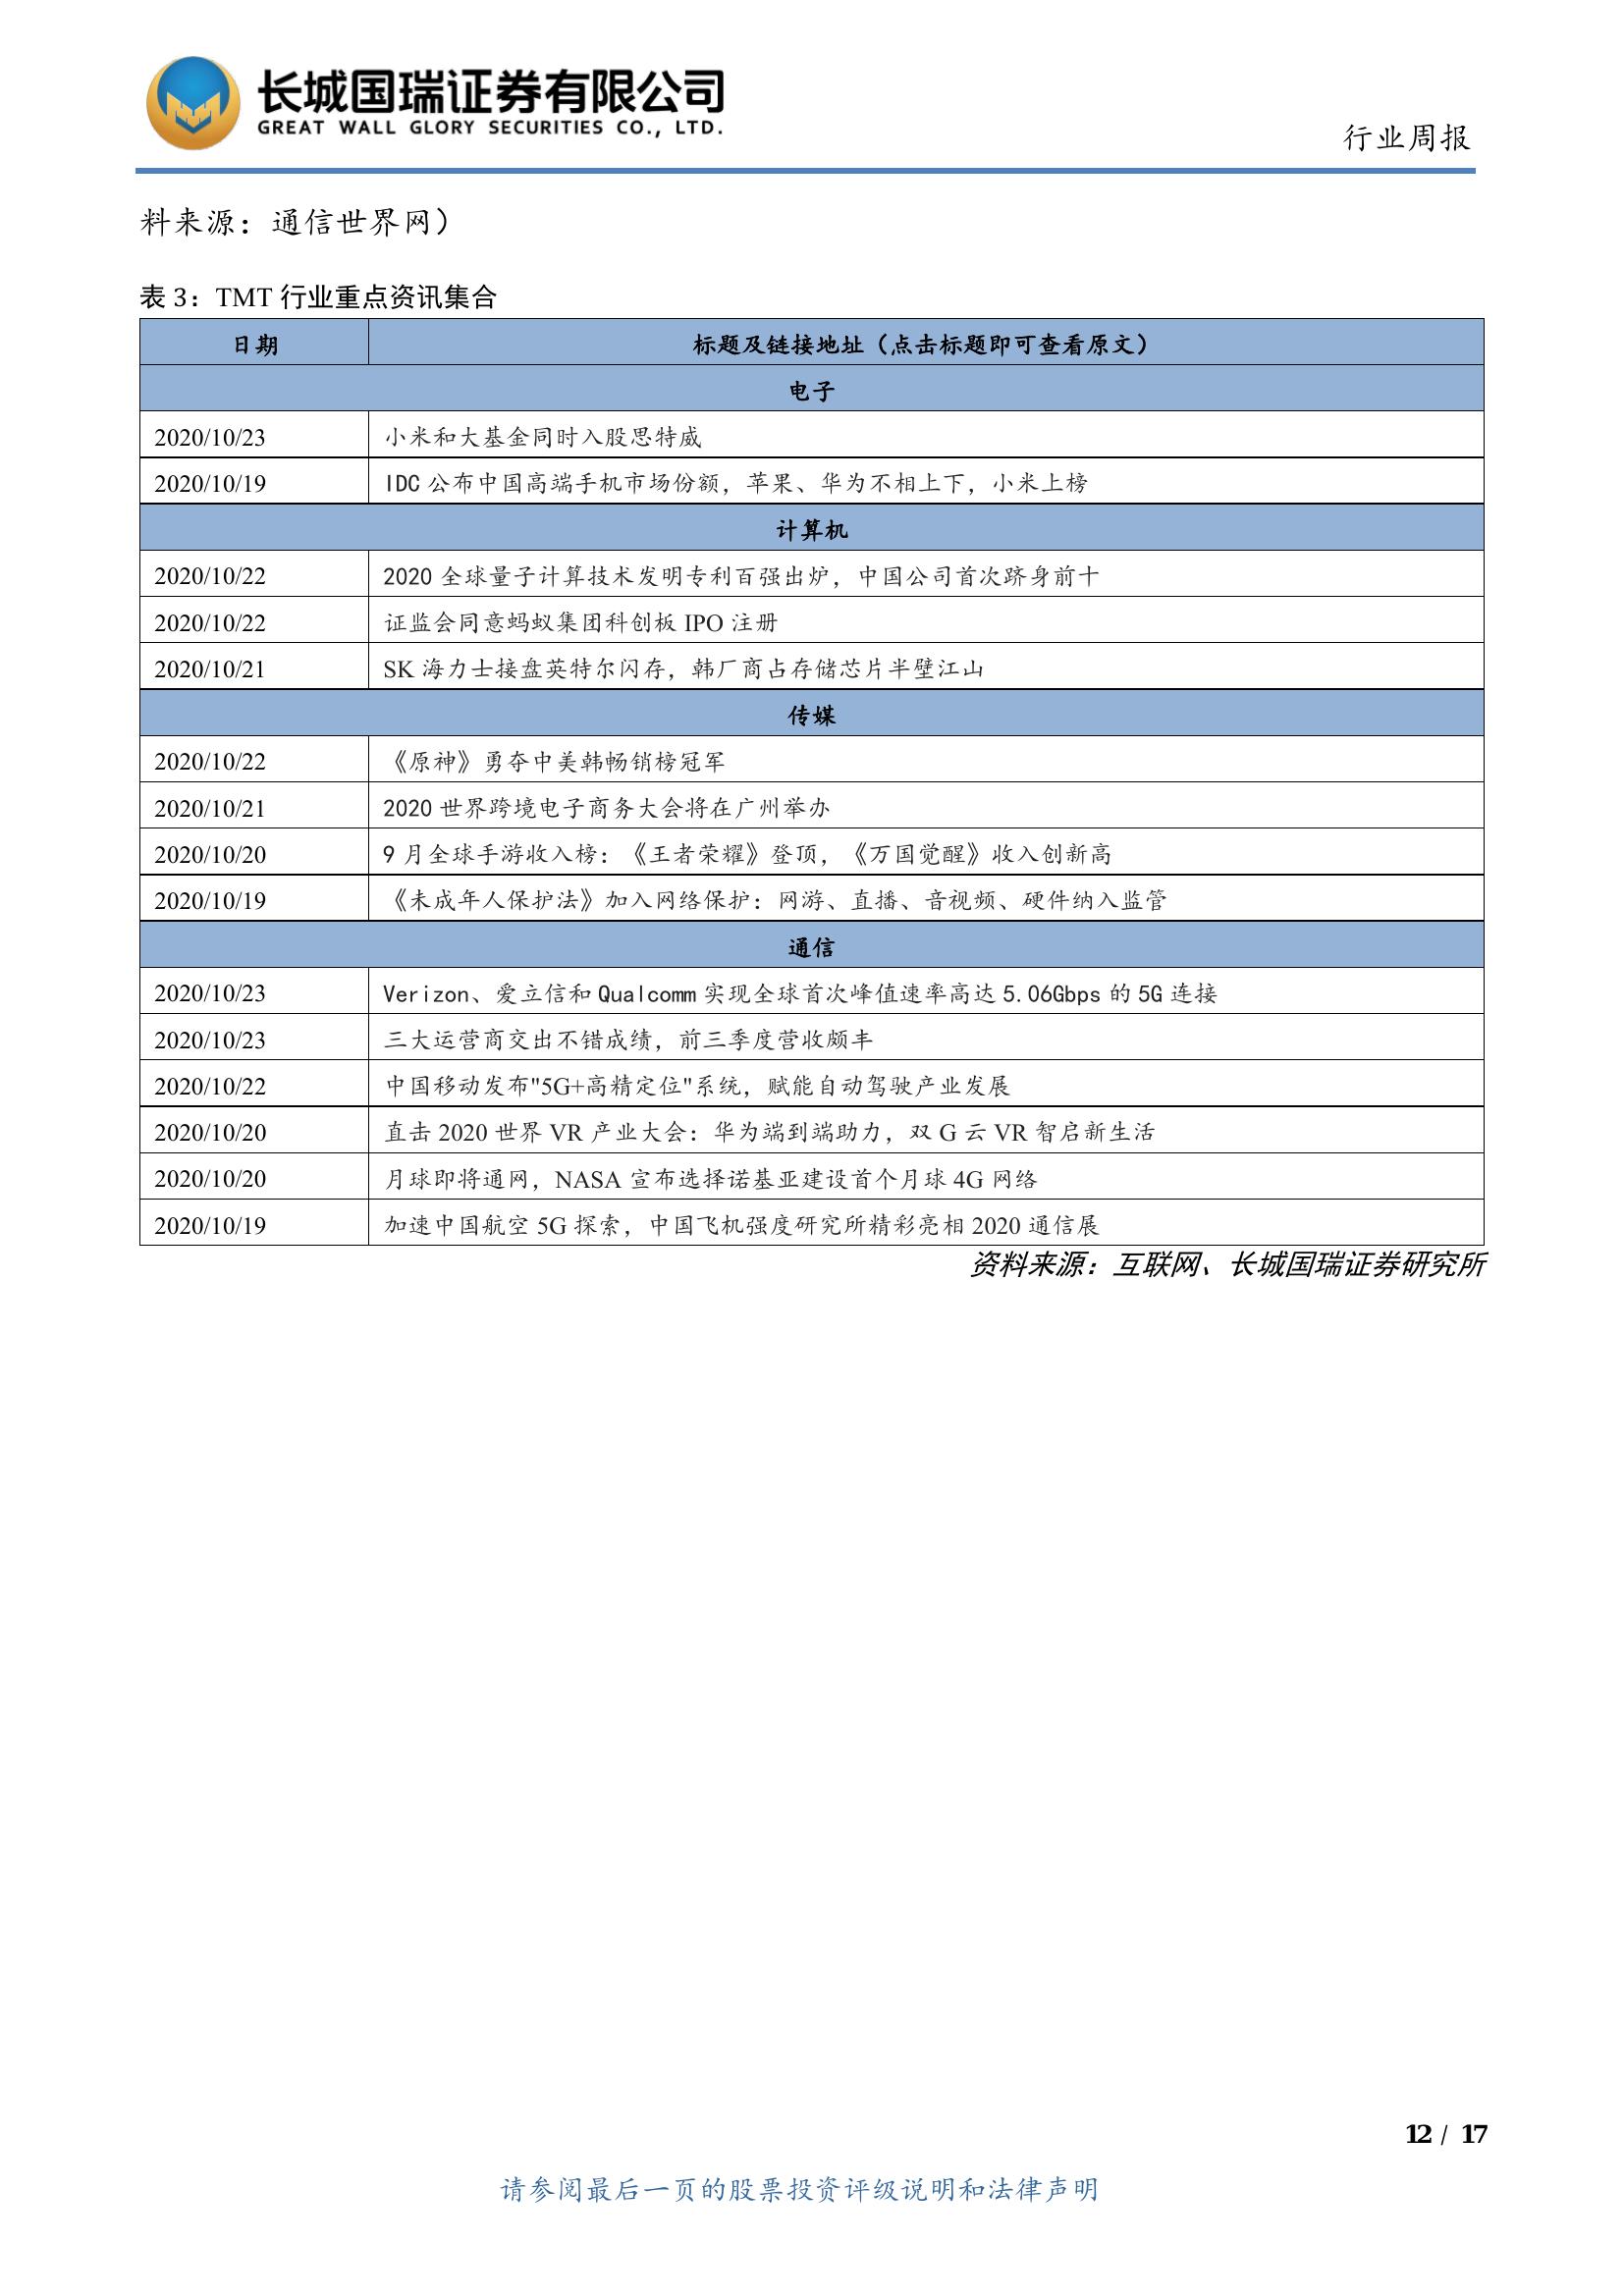 长城国瑞证券有限公司
GREAT WALL GLORY SECURITIES CO., LTD.
行业周报
料来源：通信世界网）
表 3：TMT 行业重点资讯集合
日期 标题及链接地址（点击标题即可查看原文）
电子
2020/10/23 小米和大基金同时入股思特威
2020/10/19 IDC 公布中国高端手机市场份额，苹果、华为不相上下，小米上榜
计算机
2020/10/22 2020 全球量子计算技术发明专利百强出炉，中国公司首次跻身前十
2020/10/22 证监会同意蚂蚁集团科创板 IPO 注册
2020/10/21 SK 海力士接盘英特尔闪存，韩厂商占存储芯片半壁江山
传媒
2020/10/22 《原神》勇夺中美韩畅销榜冠军
2020/10/21 2020 世界跨境电子商务大会将在广州举办
2020/10/20 9 月全球手游收入榜：《王者荣耀》登顶，《万国觉醒》收入创新高
2020/10/19 《未成年人保护法》加入网络保护：网游、直播、音视频、硬件纳入监管
通信
2020/10/23 Verizon、爱立信和 Qualcomm 实现全球首次峰值速率高达 5.06Gbps 的 5G 连接
2020/10/23 三大运营商交出不错成绩，前三季度营收颇丰
2020/10/22 中国移动发布"5G+高精定位"系统，赋能自动驾驶产业发展
2020/10/20 直击 2020 世界 VR 产业大会：华为端到端助力，双 G 云 VR 智启新生活
2020/10/20 月球即将通网，NASA 宣布选择诺基亚建设首个月球 4G 网络
2020/10/19 加速中国航空 5G 探索，中国飞机强度研究所精彩亮相 2020 通信展
资料来源：互联网、长城国瑞证券研究所
12 / 17
请参阅最后一页的股票投资评级说明和法律声明